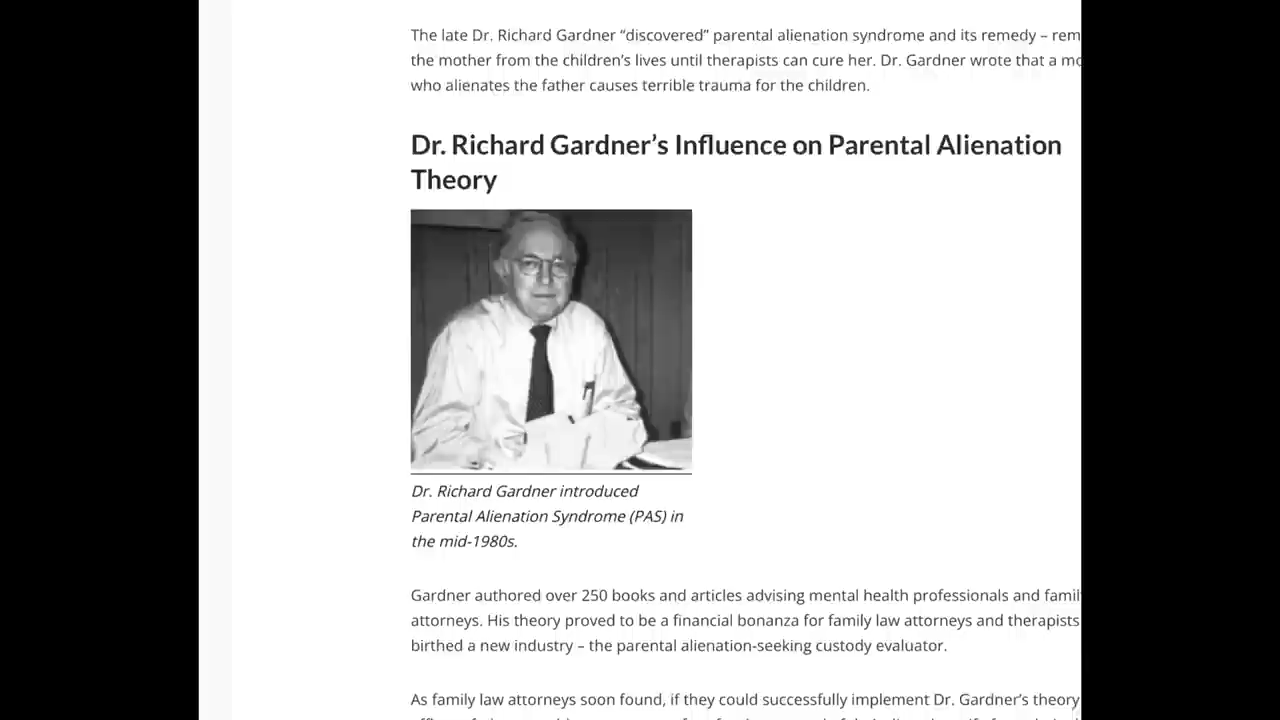 The late Dr. Richard Gardner “discovered” parental alienation syndrome and its remedy – rem
the mother from the children’s lives until therapists can cure her. Dr. Gardner wrote that a mo
who alienates the father causes terrible trauma for the children.
Dr. Richard Gardner’s Influence on Parental Alienation
Theory
Dr. Richard Gardner introduced
Parental Alienation Syndrome (PAS) in
the mid-1980s.
Gardner authored over 250 books and articles advising mental health professionals and famil
attorneys. His theory proved to be a financial bonanza for family law attorneys and therapists
birthed a new industry – the parental alienation-seeking custody evaluator.
As family law attorneys soon found, if they could successfully implement Dr. Gardner’s theory